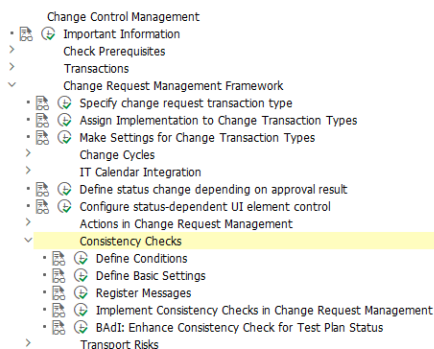 Change Control Management
Important Information
Check Prerequisites
Transactions
Change Request Management Framework
Specify change request transaction type
Assign Implementation to Change Transaction Types
Make Settings for Change Transaction Types
Change Cycles
IT Calendar Integration
Define status change depending on approval result
Configure status-dependent UI element control
Actions in Change Request Management
Consistency Checks
Define Conditions
Define Basic Settings
Register Messages
Implement Consistency Checks in Change Request Management
BAdI: Enhance Consistency Check for Test Plan Status
Transport Risks